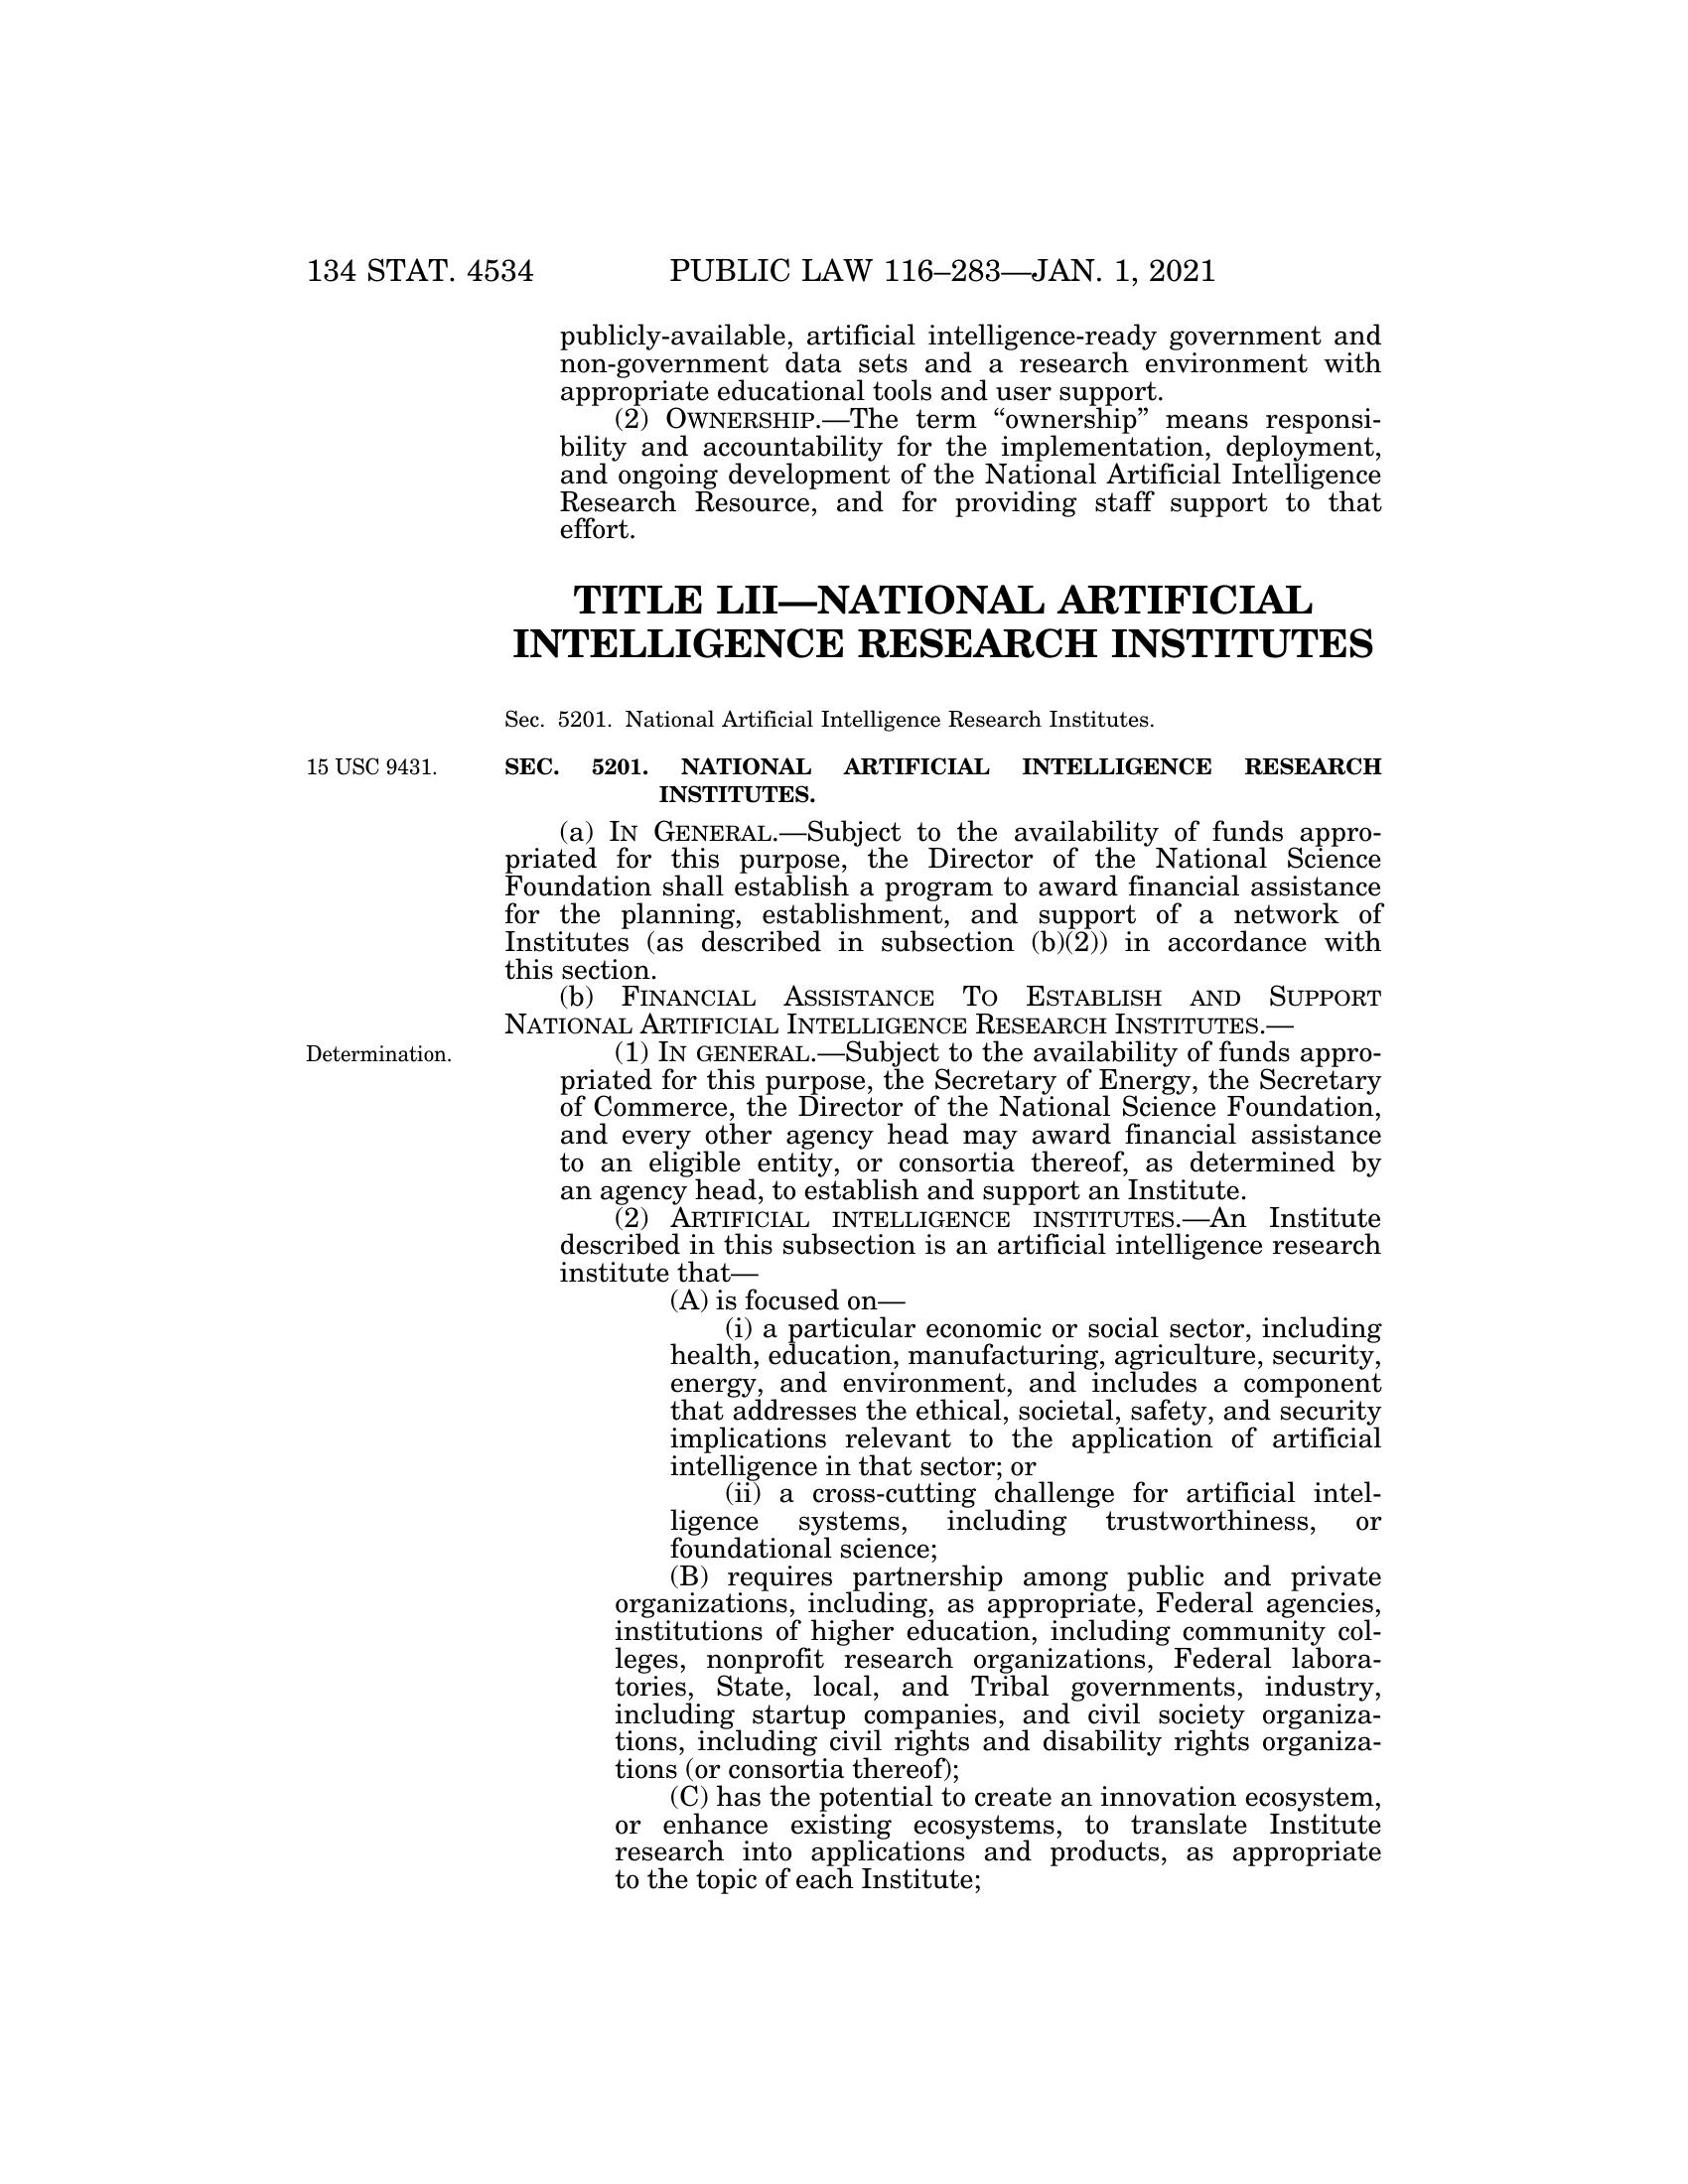 134 STAT. 4534 PUBLIC LAW 116–283—JAN. 1, 2021
publicly-available, artificial intelligence-ready government and
non-government data sets and a research environment with
appropriate educational tools and user support.
(2) OWNERSHIP.—The term “ownership” means responsi-
bility and accountability for the implementation, deployment,
and ongoing development of the National Artificial Intelligence
Research Resource, and for providing staff support to that
effort.
TITLE LII—NATIONAL ARTIFICIAL
INTELLIGENCE RESEARCH INSTITUTES
Sec. 5201. National Artificial Intelligence Research Institutes.
15 USC 9431.
SEC. 5201. NATIONAL ARTIFICIAL INTELLIGENCE RESEARCH
INSTITUTES.
(a) IN GENERAL.—Subject to the availability of funds appro-
priated for this purpose, the Director of the National Science
Foundation shall establish a program to award financial assistance
for the planning, establishment, and support of a network of
Institutes (as described in subsection (b)(2)) in accordance with
this section.
(b) FINANCIAL ASSISTANCE TO ESTABLISH AND SUPPORT
NATIONAL ARTIFICIAL INTELLIGENCE RESEARCH INSTITUTES.—
Determination.
(1) IN GENERAL.—Subject to the availability of funds appro-
priated for this purpose, the Secretary of Energy, the Secretary
of Commerce, the Director of the National Science Foundation,
and every other agency head may award financial assistance
to an eligible entity, or consortia thereof, as determined by
an agency head, to establish and support an Institute.
(2) ARTIFICIAL INTELLIGENCE INSTITUTES.—An Institute
described in this subsection is an artificial intelligence research
institute that—
(A) is focused on—
(i) a particular economic or social sector, including
health, education, manufacturing, agriculture, security,
energy, and environment, and includes a component
that addresses the ethical, societal, safety, and security
implications relevant to the application of artificial
intelligence in that sector; or
(ii) a cross-cutting challenge for artificial intel-
ligence systems, including trustworthiness, or
foundational science;
(B) requires partnership among public and private
organizations, including, as appropriate, Federal agencies,
institutions of higher education, including community col-
leges, nonprofit research organizations, Federal labora-
tories, State, local, and Tribal governments, industry,
including startup companies, and civil society organiza-
tions, including civil rights and disability rights organiza-
tions (or consortia thereof);
(C) has the potential to create an innovation ecosystem,
or enhance existing ecosystems, to translate Institute
research into applications and products, as appropriate
to the topic of each Institute;